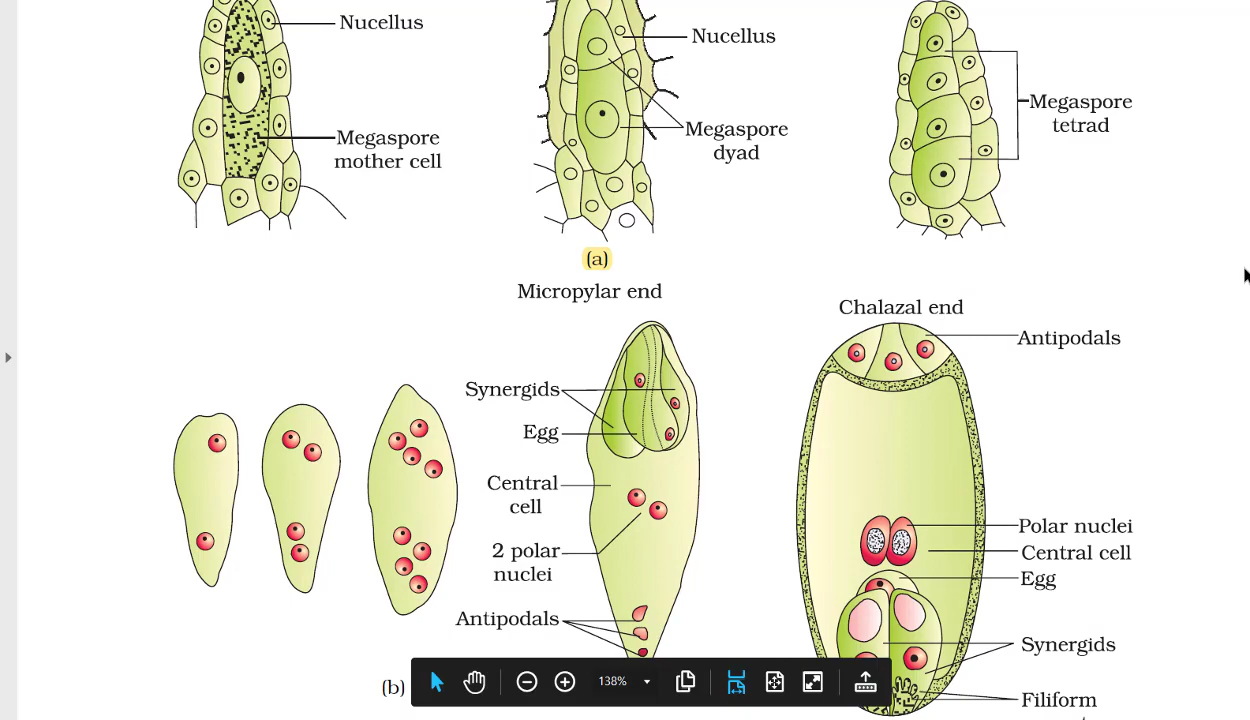 Nucellus
Megaspore
mother cell
Nucellus
Megaspore
dyad
Megaspore
tetrad
(a)
Micropylar end
Synergids
Egg
Central
cell
2 polar
nuclei
Antipodals
(b)
Chalazal end
Antipodals
Polar nuclei
Central cell
Egg
Synergids
Filiform
138%